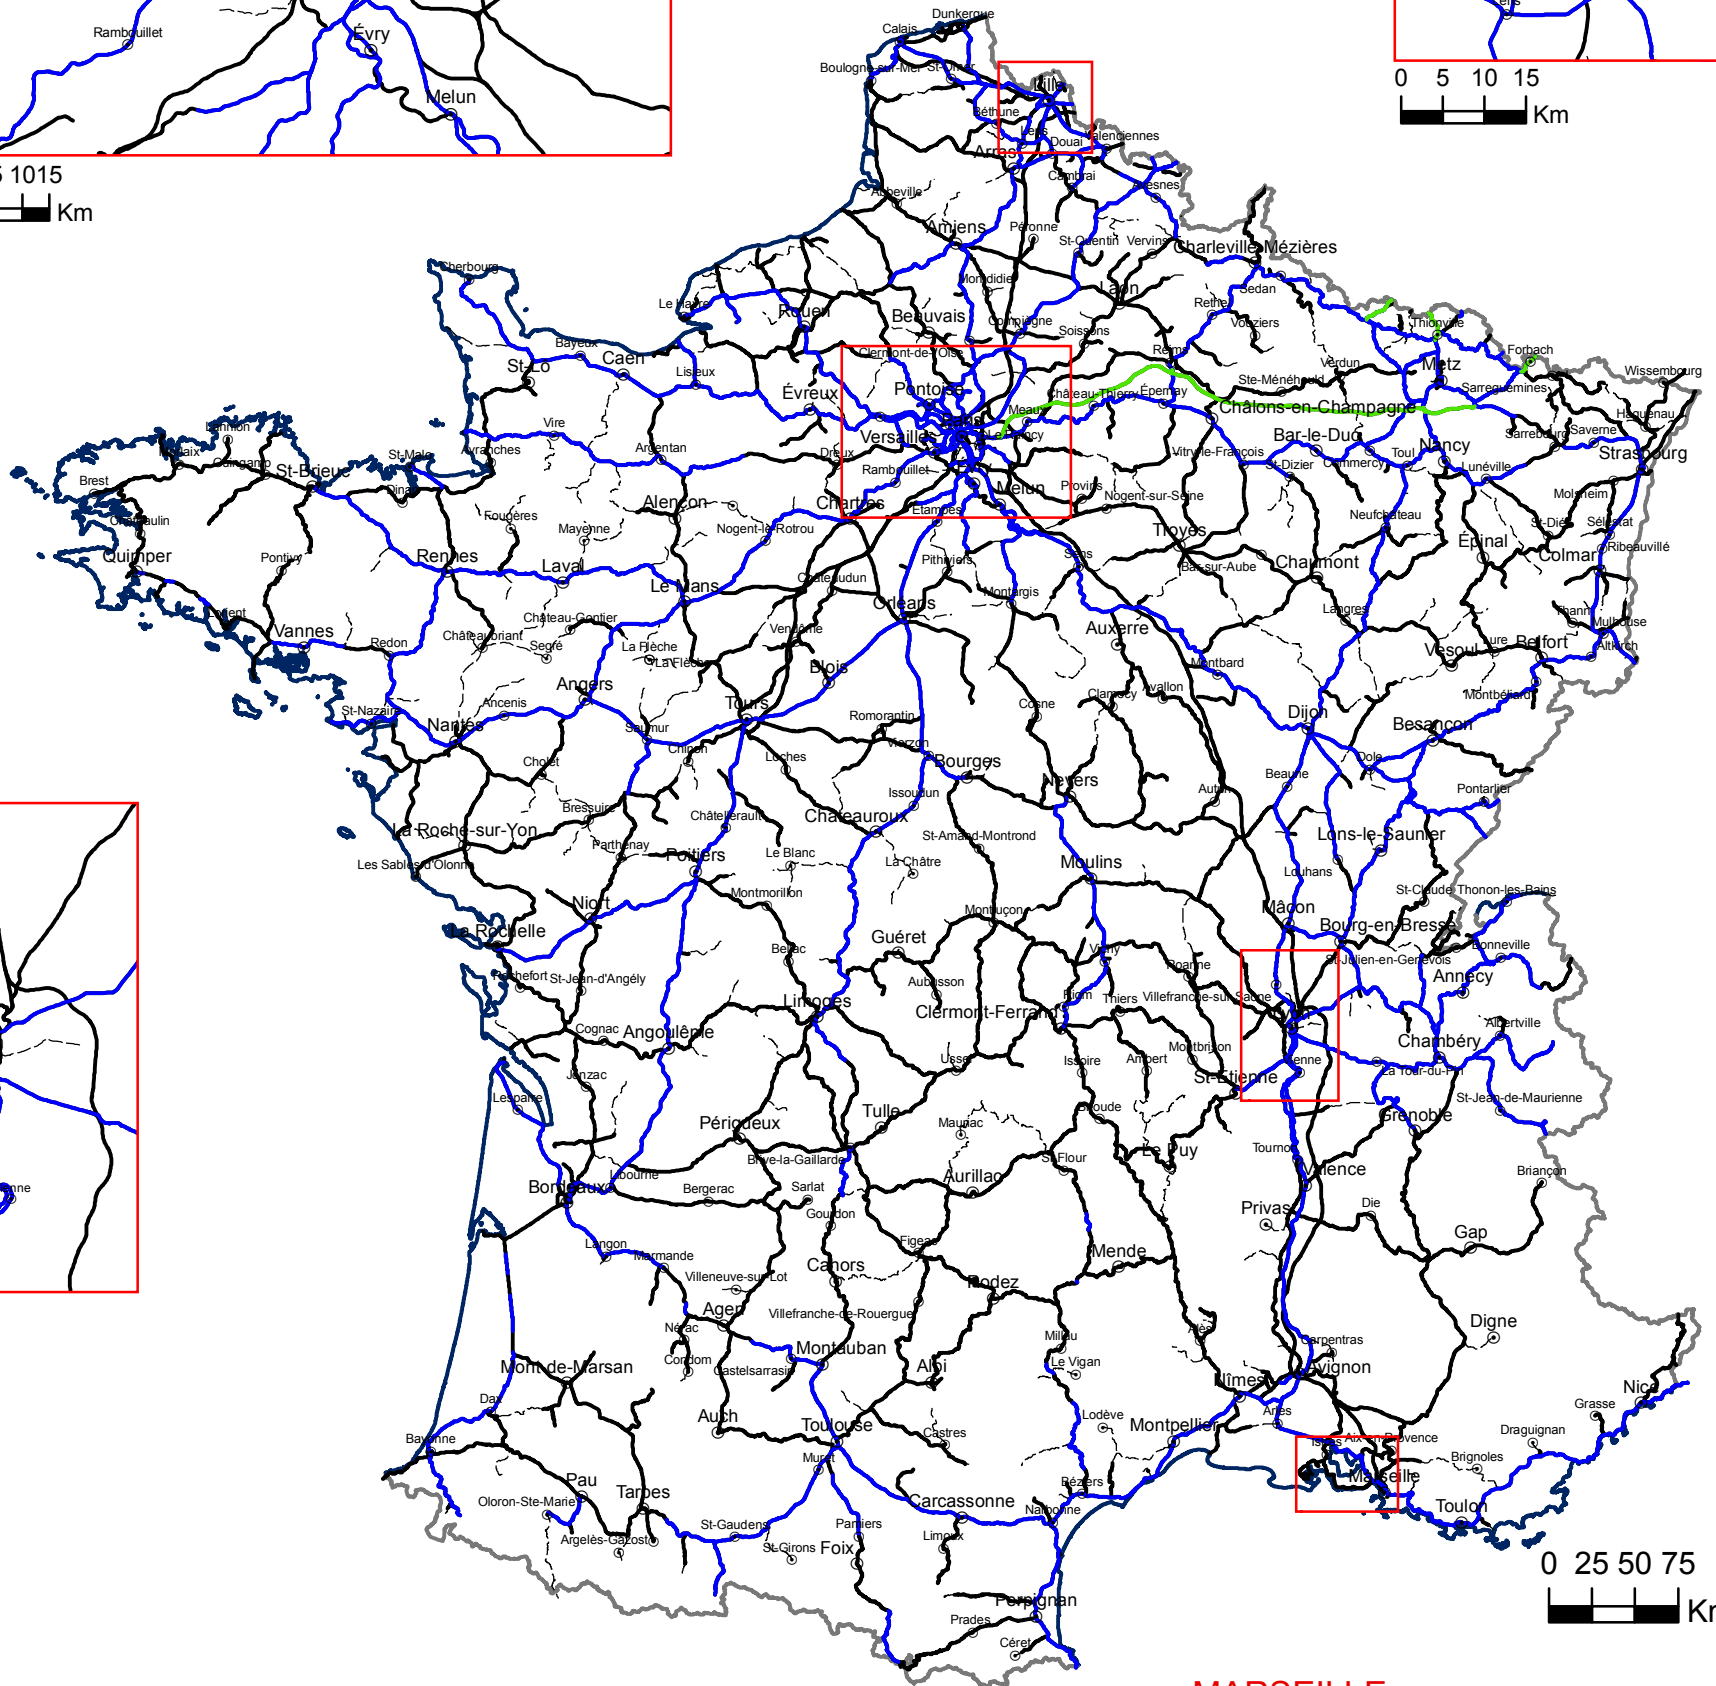 Dunkerque
Calais
Rambouillet
Évry
Boulogne-sur-Mer
St-Omer
0 5 10 15
Km
Lille
Melun
Béthune
Lens
Douai
Valenciennes
Arras
Cambrai
1015
Km
Abbeville
Avesnes
Amiens
Péronne
St-Quentin
Vervins
Charleville-Mézières
Cherbourg
Montdidier
Laon
Sedan
Le Havre
Rouen
Beauvais
Compiègne
Soissons
Rethel
Vouziers
Thionville
Bayeux
Caen
St-Lô
Lisieux
Clermont-de-l'Oise
Reims
Verdun
Forbach
Metz
Wissembourg
Évreux
Pontoise
Château-Thierry
Épernay
Ste-Ménéhould
Sarreguemines
Meaux
Châlons-en-Champagne
Haguenau
Vire
Paris
Versailles
Le Raincy
Bar-le-Duc
Sarrebourg
Saverne
Lannion
Morlaix
Guingamp
St-Brieuc
St-Malo
Avranches
Argentan
Dreux
Rambouillet
Vitry-le-François
St-Dizier
Commercy
Toul
Nancy
Lunéville
Strasbourg
Brest
Dinan
Alençon
Chartres
Melun
Provins
Nogent-sur-Seine
Molsheim
Châteaulin
Fougères
Mayenne
Nogent-le-Rotrou
Étampes
Troyes
Neufchâteau
St-Dié
Sélestat
Quimper
Pontivy
Rennes
Laval
Le Mans
Châteaudun
Pithiviers
Sens
Bar-sur-Aube
Chaumont
Épinal
Colmar
Ribeauvillé
Lorient
Vannes
Redon
Château-Gontier
Châteaubriant
Segré
La Flèche
La Flèche
Vendôme
Orléans
Montargis
Auxerre
Langres
Thann
Mulhouse
Vesoul
Lure
Belfort
Altkirch
Angers
Blois
Montbard
Montbéliard
St-Nazaire
Nantes
Ancenis
Saumur
Tours
Romorantin
Cosne
Clamecy
Avallon
Dijon
Besançon
Cholet
Chinon
Loches
Vierzon
Bourges
Nevers
Beaune
Dole
Bressuire
Châtellerault
Issoudun
Autun
Pontarlier
La Roche-sur-Yon
Parthenay
Châteauroux
St-Amand-Montrond
Lons-le-Saunier
Les Sables-d'Olonne
Poitiers
Le Blanc
La Châtre
Moulins
Louhans
Niort
Montmorillon
Montluçon
Mâcon
St-Claude
Thonon-les-Bains
La Rochelle
Bellac
Guéret
Vichy
Bourg-en-Bresse
Bonneville
Rochefort
St-Jean-d'Angély
Aubusson
Roanne
St-Julien-en-Genevois
Annecy
Limoges
Clermont-Ferrand
Riom
Thiers
Villefranche-sur-Saône
Cognac
Angoulême
Albertville
Jonzac
Ussel
Issoire
Ambert
Montbrison
Chambéry
La Tour-du-Pin
Lesparre
St-Étienne
St-Jean-de-Maurienne
Périgueux
Tulle
Mauriac
Brioude
Grenoble
Brive-la-Gaillarde
St-Flour
Le Puy
Tournon
Valence
Briançon
Bordeaux
Libourne
Bergerac
Sarlat
Aurillac
Privas
Die
Gourdon
Gap
Langon
Marmande
Figeac
Mende
Villeneuve-sur-Lot
Cahors
Rodez
Agen
Villefranche-de-Rouergue
Digne
Nérac
Millau
Alès
Carpentras
Mont-de-Marsan
Condom
Castelsarrasin
Montauban
Albi
Le Vigan
Nîmes
Avignon
Dax
Auch
Toulouse
Castres
Lodève
Montpellier
Arles
Nice
Grasse
Bayonne
Muret
Istres
Aix-en-Provence
Draguignan
Brignoles
Marseille
Pau
Tarbes
Béziers
Oloron-Ste-Marie
Carcassonne
Narbonne
Toulon
Argelès-Gazost
St-Gaudens
Pamiers
Limoux
St-Girons
Foix
0 25 50 75
Perpignan
Prades
Céret
MARSEILLE